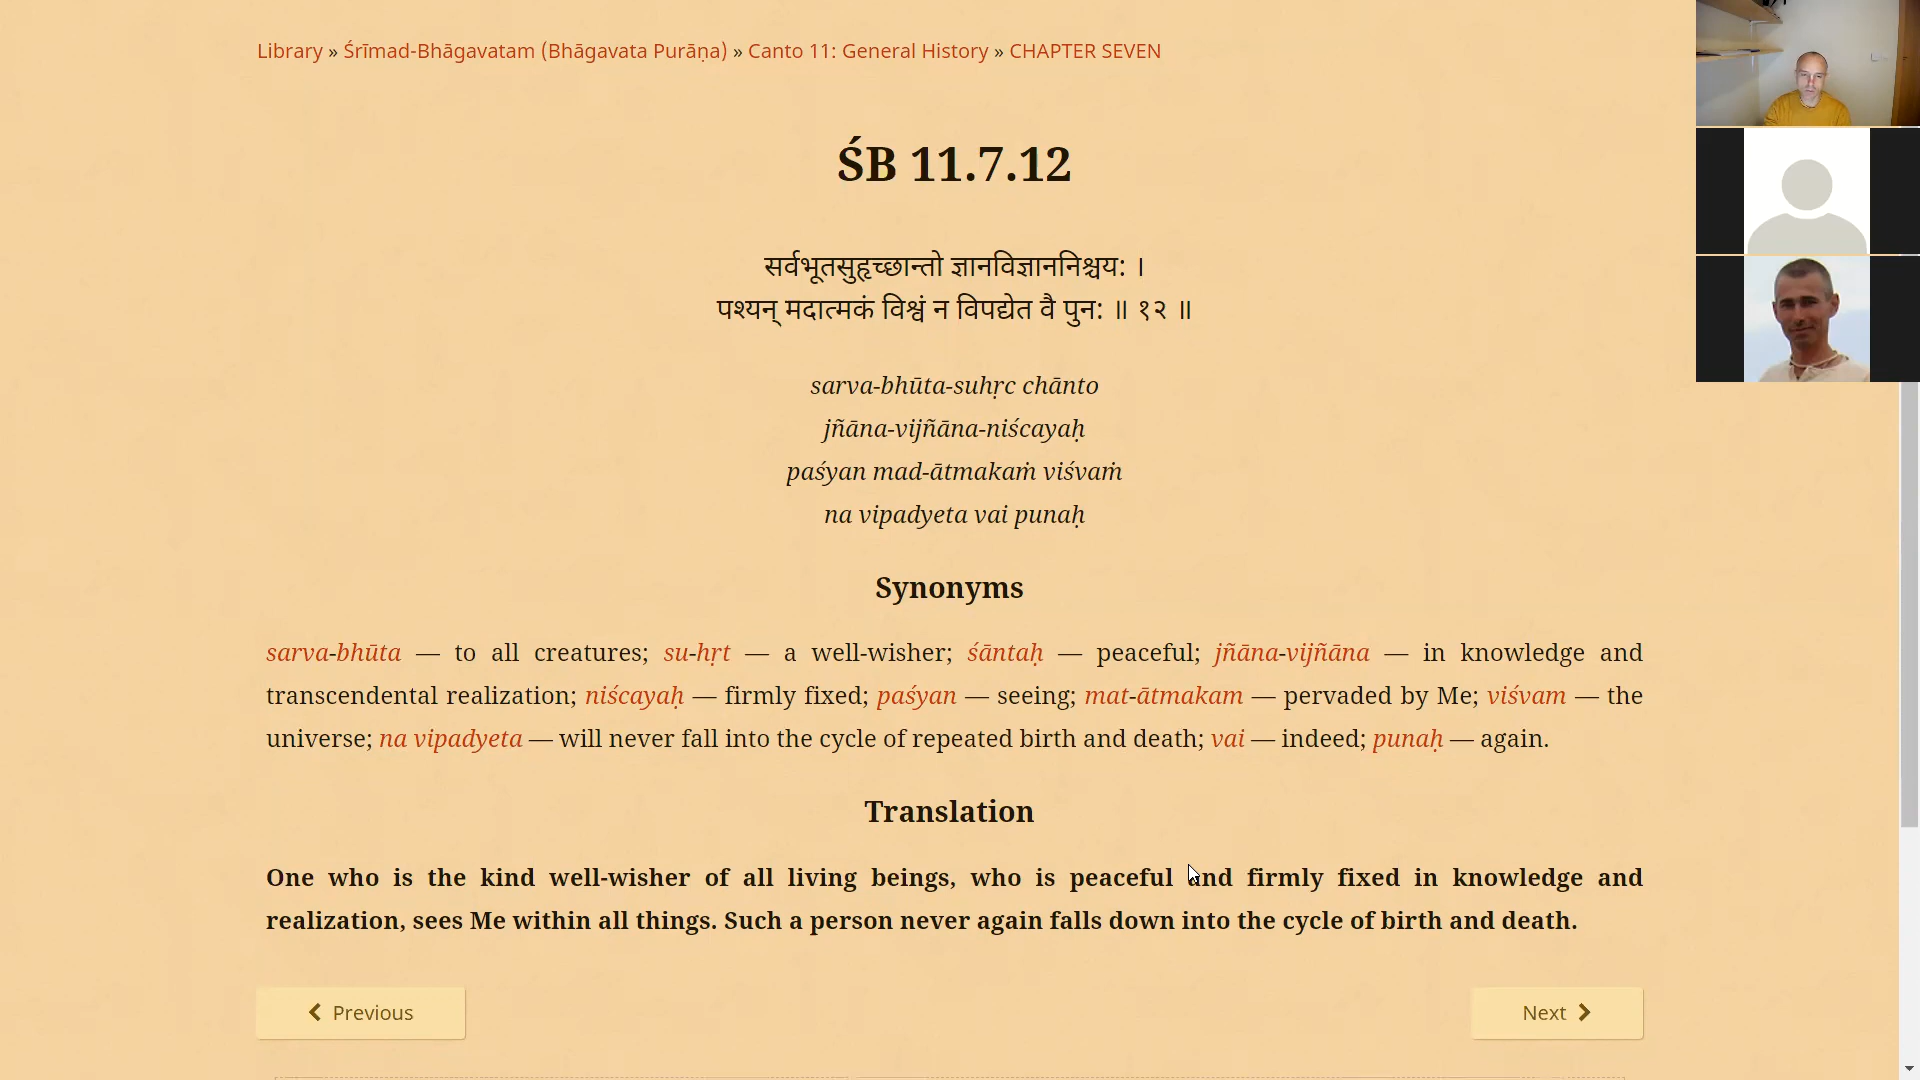 Library » Śrīmad-Bhāgavatam (Bhāgavata Purāṇa) » Canto 11: General History » CHAPTER SEVEN
ŚB 11.7.12
सर्वभूतसुहृच्छान्तो ज्ञानविज्ञाननिश्चय: ।
पश्यन् मदात्मकं विश्वं न विपद्येत वै पुन: ॥ १२ ॥
sarva-bhūta-suhṛc chānto
jñāna-vijñāna-niścayaḥ
paśyan mad-ātmakaṁ viśvaṁ
na vipadyeta vai punaḥ
Synonyms
sarva-bhūta — to all creatures; su-hṛt — a well-wisher; śāntaḥ — peaceful; jñāna-vijñāna — in knowledge and
transcendental realization; niścayaḥ — firmly fixed; paśyan — seeing; mat-ātmakam — pervaded by Me; viśvam — the
universe; na vipadyeta — will never fall into the cycle of repeated birth and death; vai — indeed; punaḥ — again.
Translation
One who is the kind well-wisher of all living beings, who is peaceful and firmly fixed in knowledge and
realization, sees Me within all things. Such a person never again falls down into the cycle of birth and death.
Previous
Next